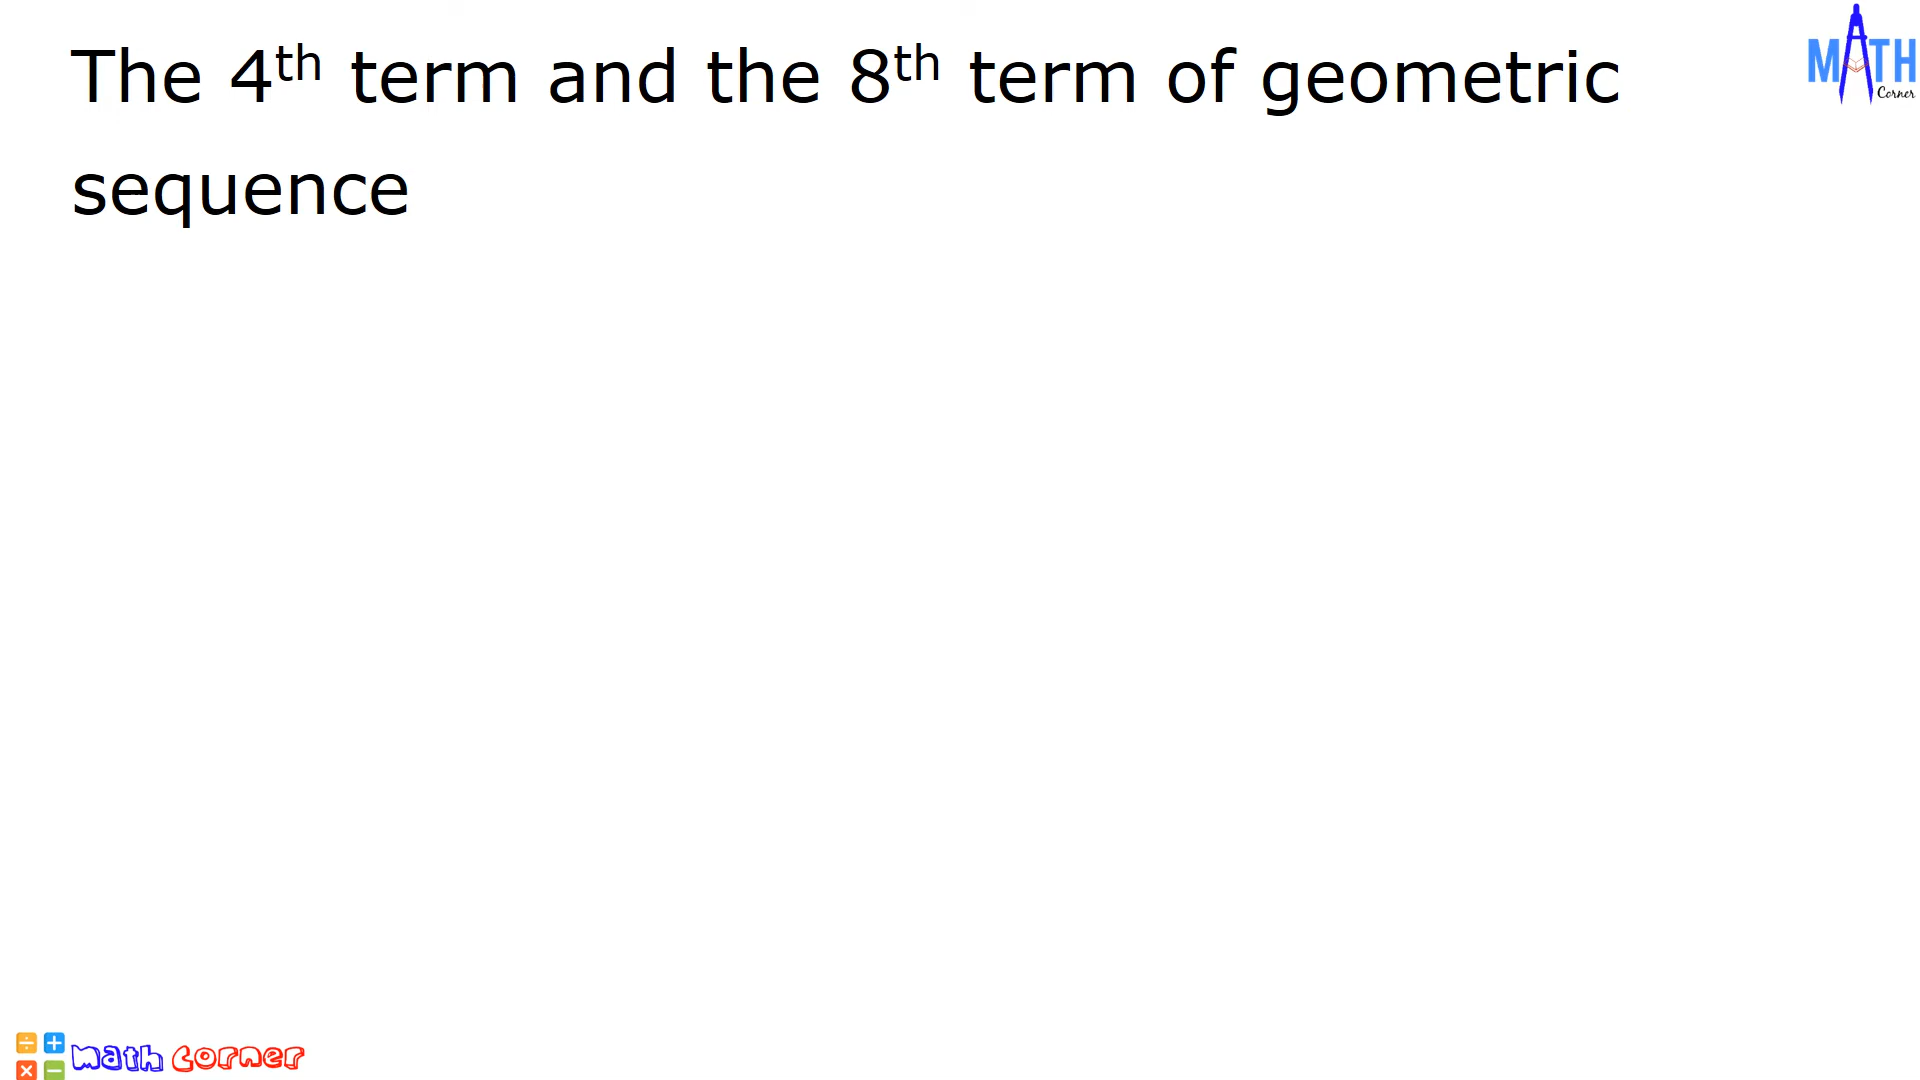 The 4th term and the 8th term of geometric
sequence
MATH
Corner
math corner